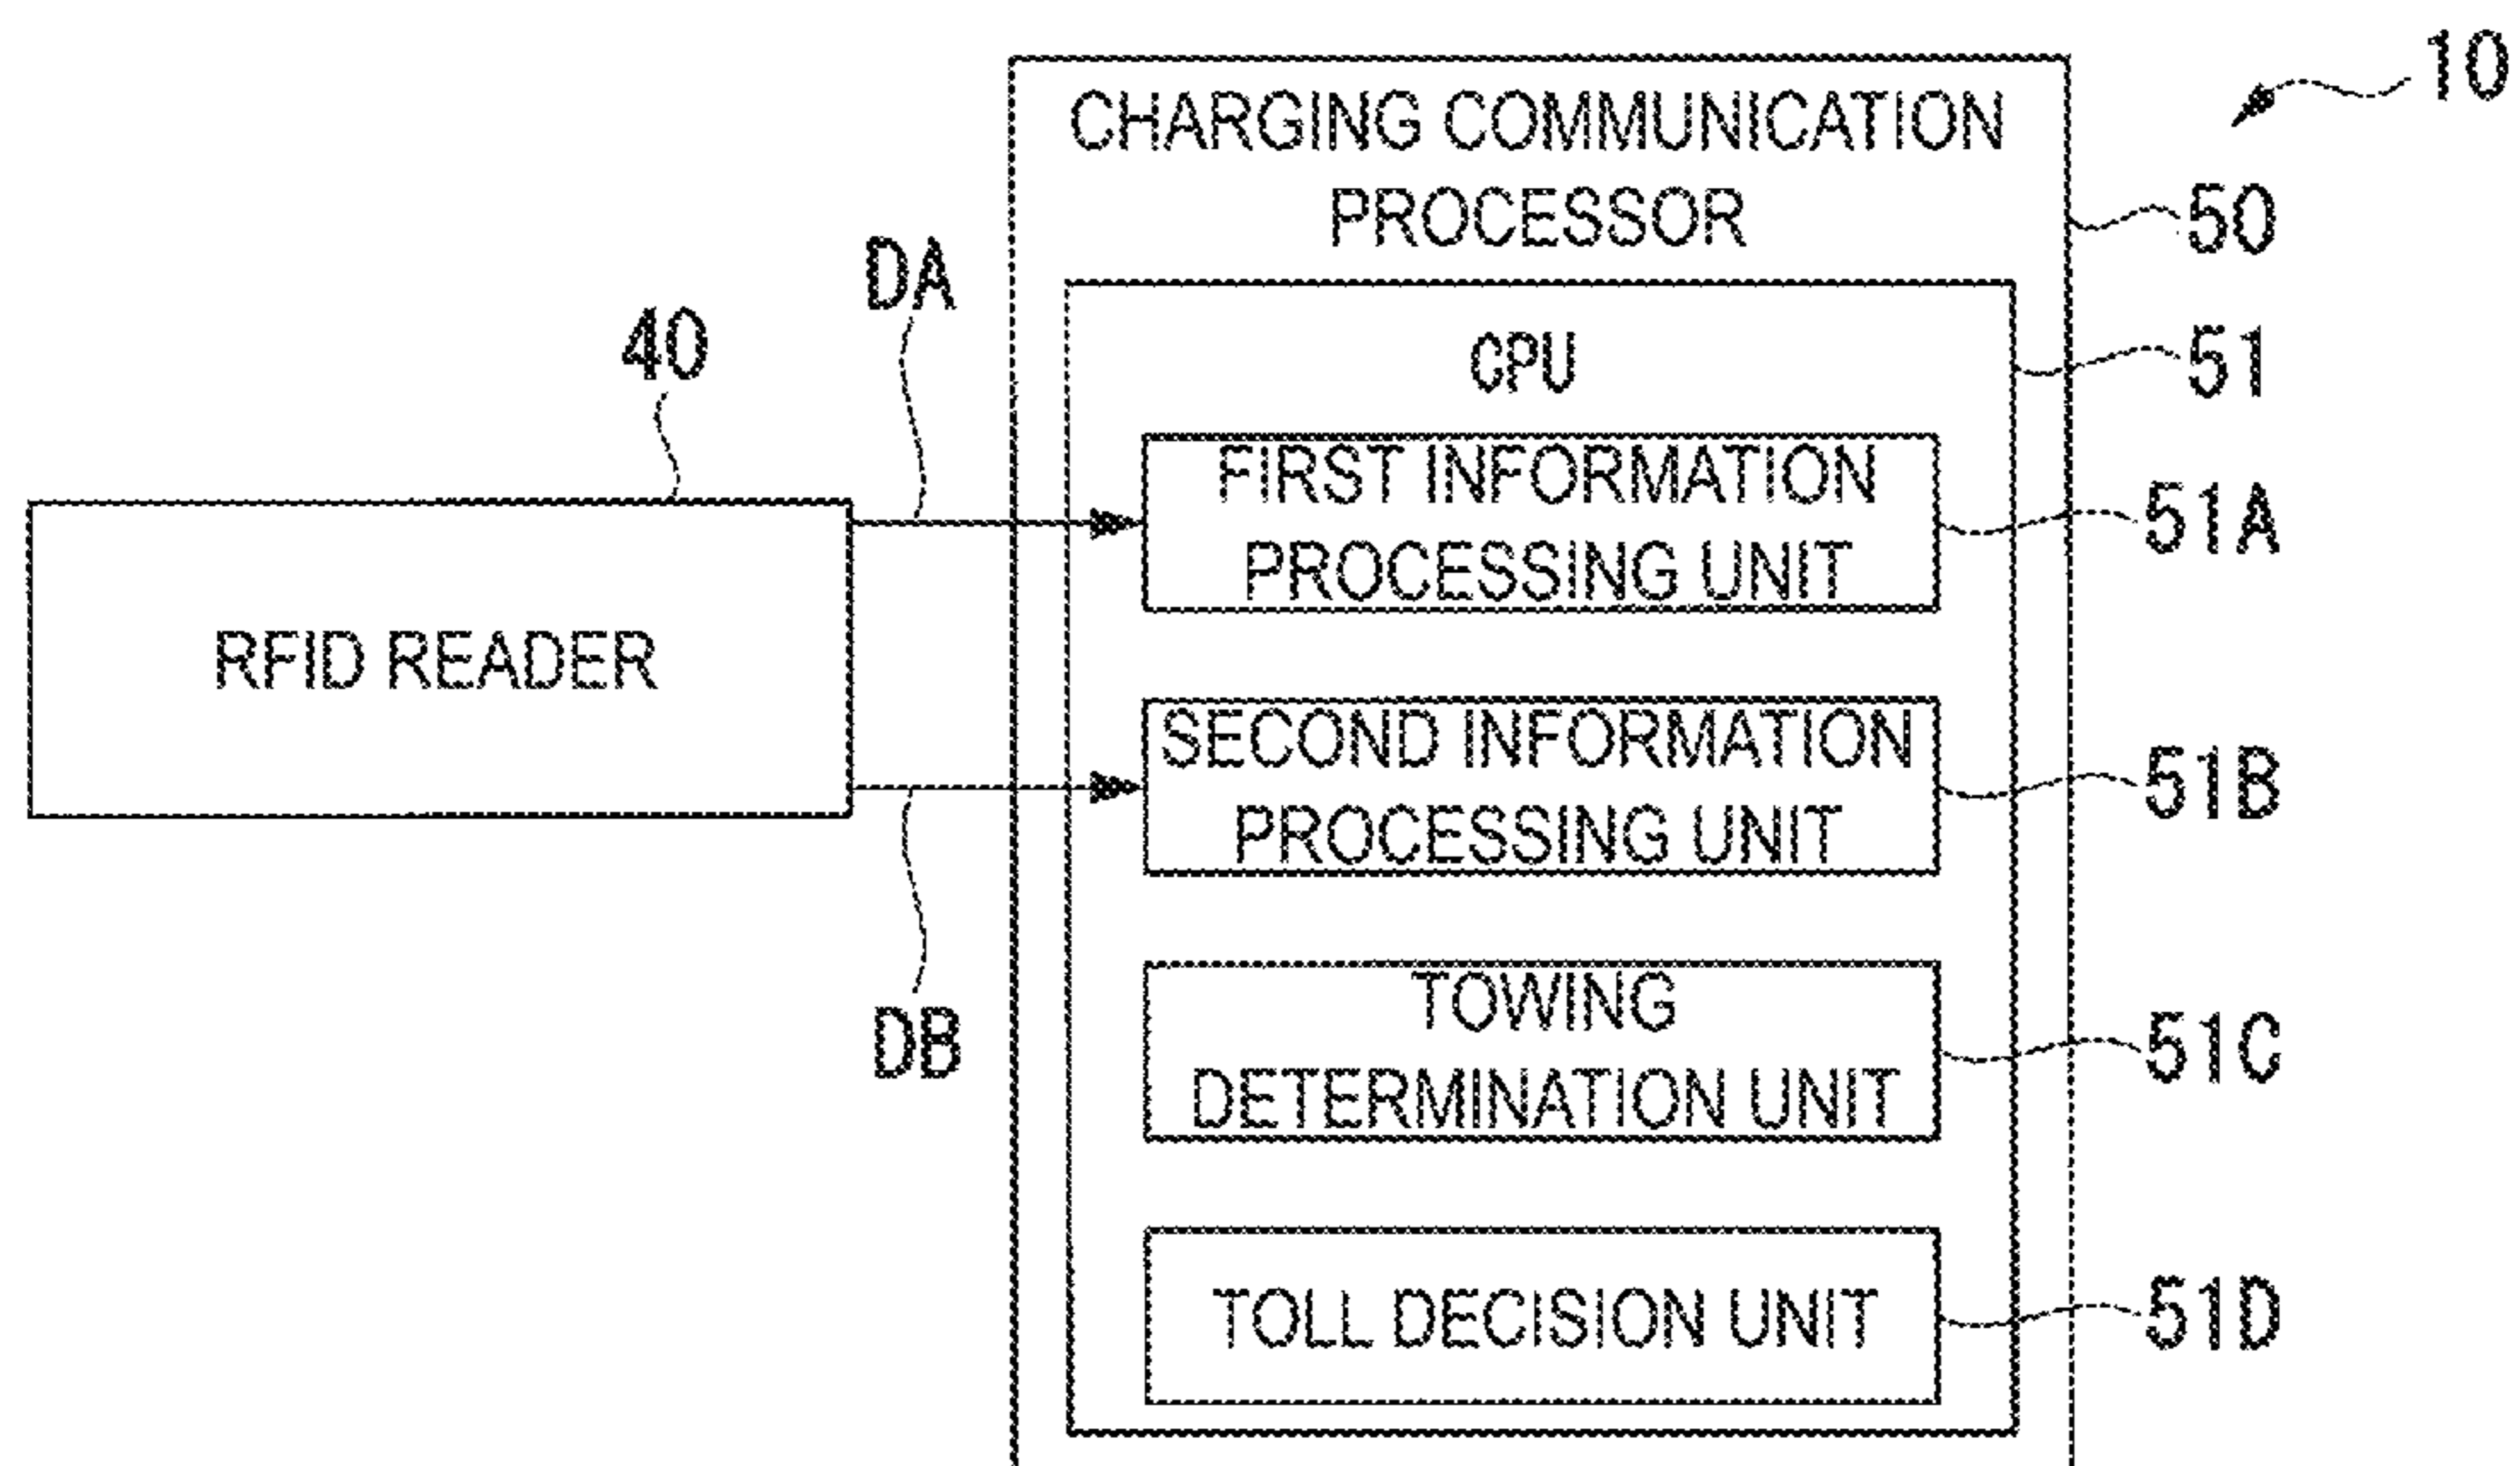 10
CHARGING COMMUNICATION
PROCESSOR
50
DA
40
CPU
51
FIRST INFORMATION
PROCESSING UNIT
51A
RFID READER
SECOND INFORMATION
PROCESSING UNIT
51B
DB
TOWING
DETERMINATION UNIT
51C
TOLL DECISION UNIT
51D